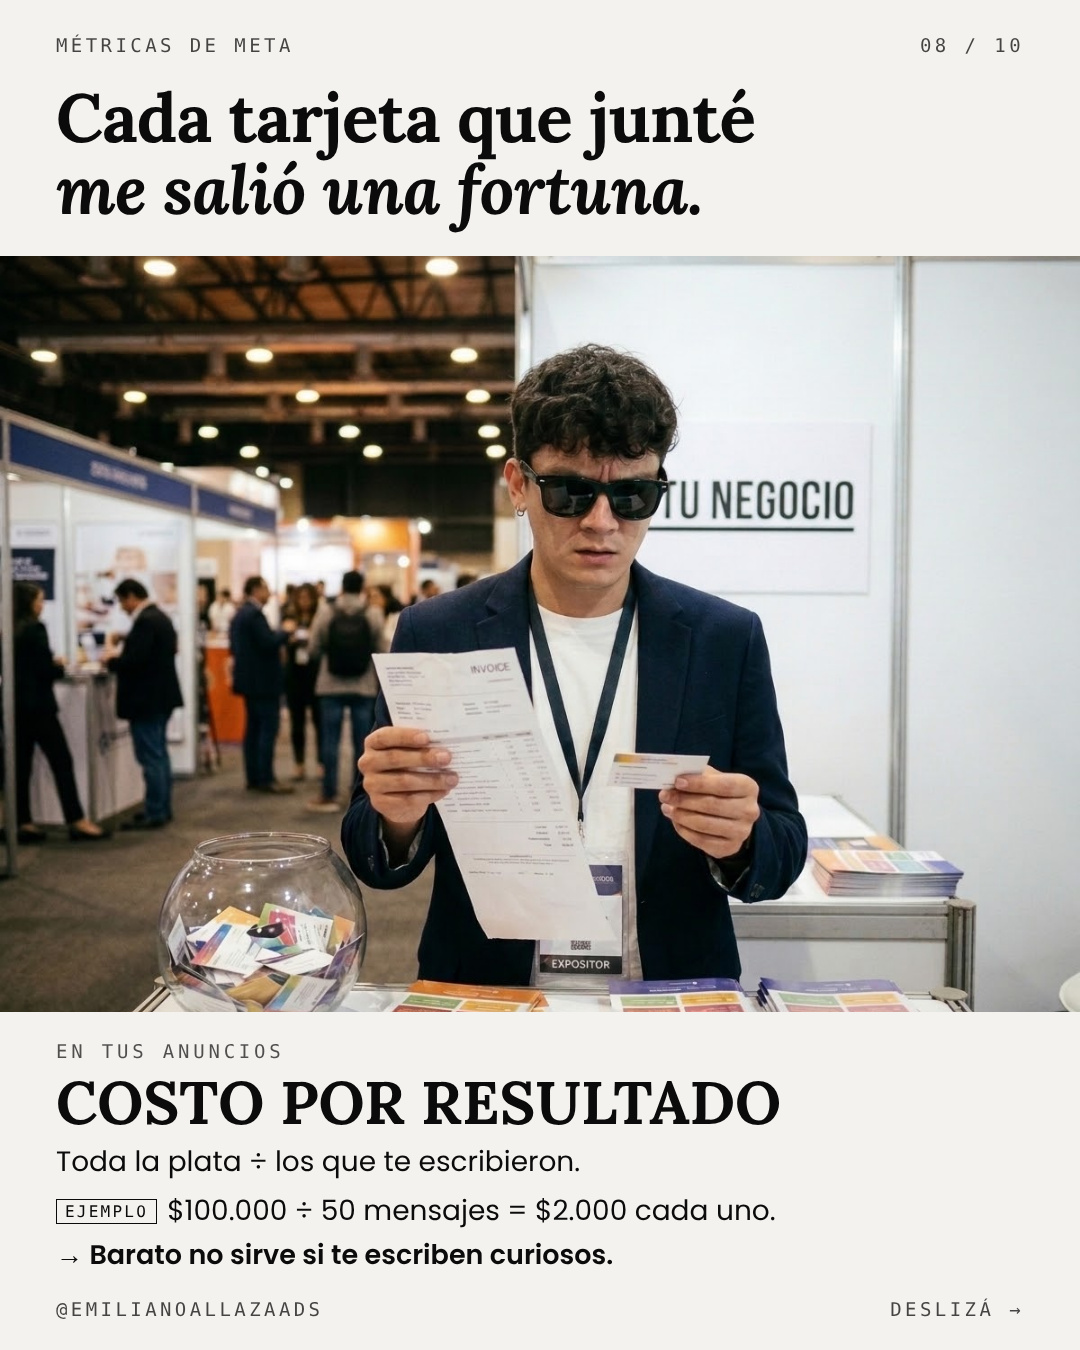 MÉTRICAS DE META
08 / 10
Cada tarjeta que junté
me salió una fortuna.
TU NEGOCIO
INVOICE
EXPOSITOR
EN TUS ANUNCIOS
COSTO POR RESULTADO
Toda la plata ÷ los que te escribieron.
EJEMPLO $100.000 ÷ 50 mensajes = $2.000 cada uno.
→ Barato no sirve si te escriben curiosos.
@EMILIANOALLAZAADS
DESLIZÁ →